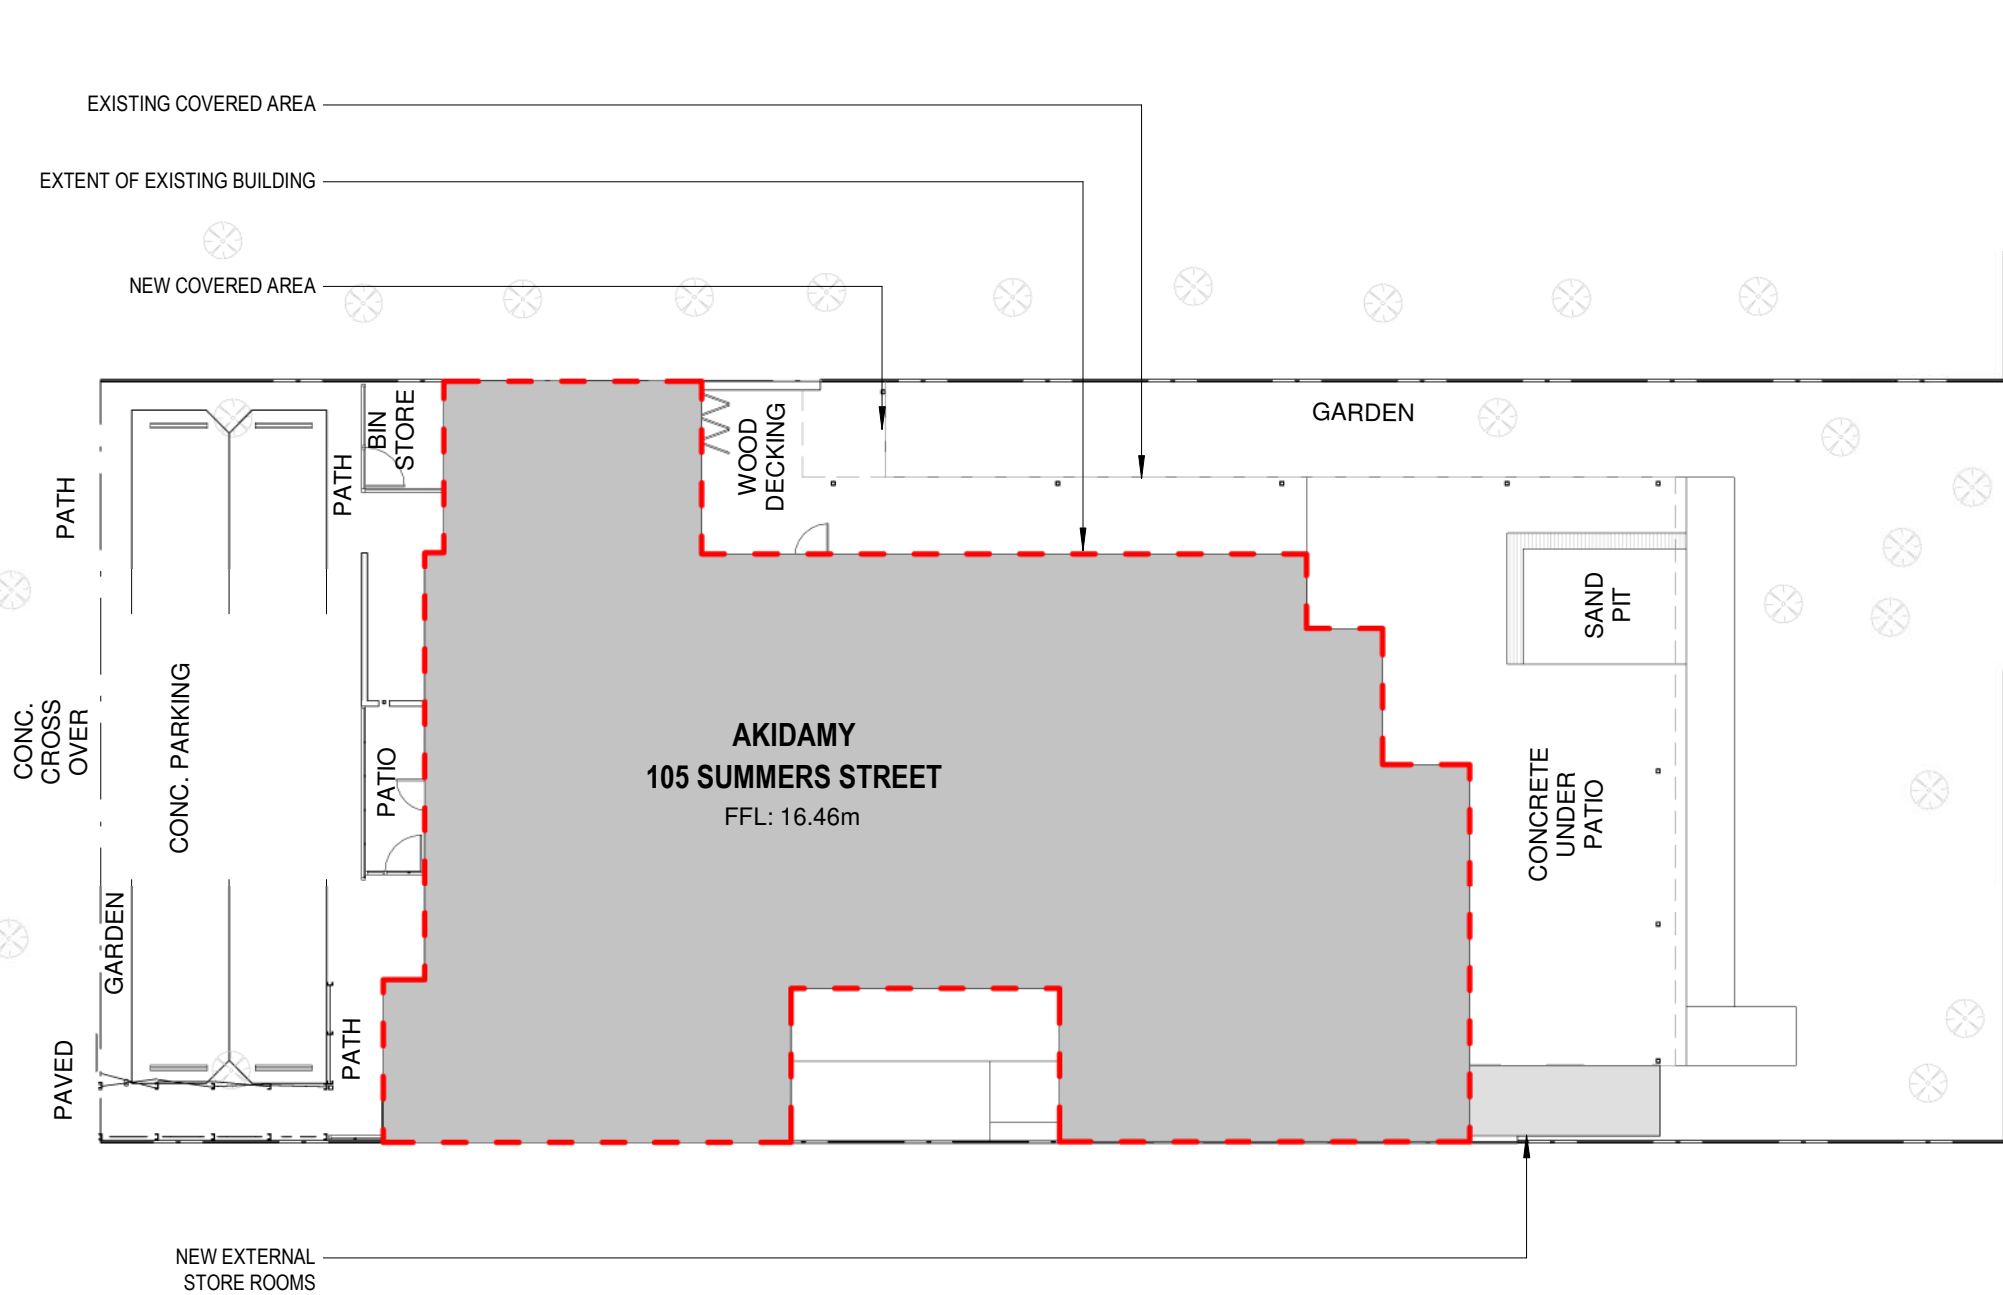 EXISTING COVERED AREA
EXTENT OF EXISTING BUILDING
NEW COVERED AREA
GARDEN
BIN
STORE
WOOD
DECKING
PATH
PATH
SAND
PIT
CONC.
CROSS
OVER
CONC. PARKING
PATIO
AKIDAMY
105 SUMMERS STREET
FFL: 16.46m
CONCRETE
UNDER
PATIO
GARDEN
PATH
PAVED
NEW EXTERNAL
STORE ROOMS